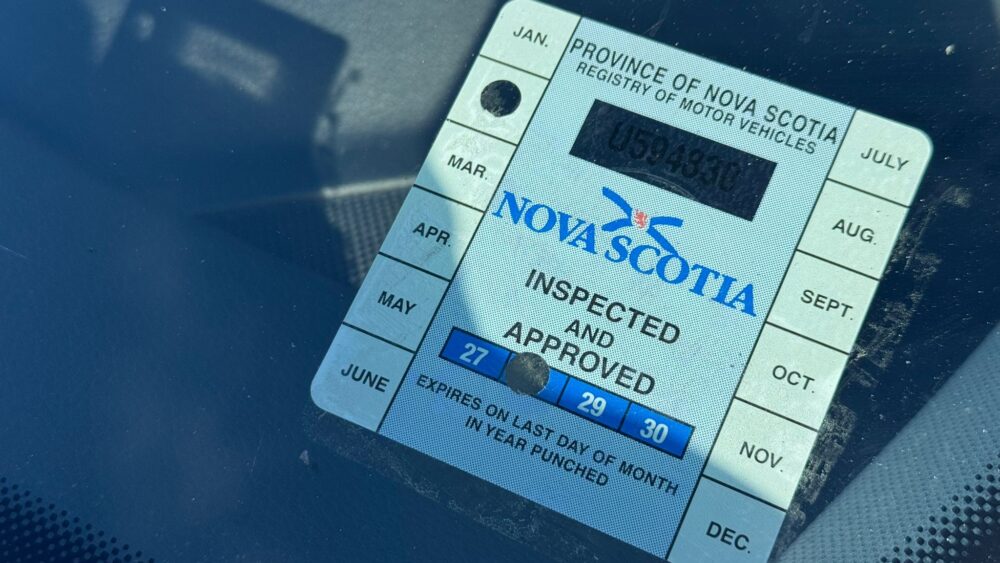 JAN.
MAR.
APR.
MAY
JUNE
PROVINCE OF NOVA SCOTIA
REGISTRY OF MOTOR VEHICLES
U594830
NOVA SCOTIA
INSPECTED
AND
APPROVED
27 29 30
EXPIRES ON LAST DAY OF MONTH
IN YEAR PUNCHED
JULY
AUG.
SEPT.
OCT.
NOV.
DEC.